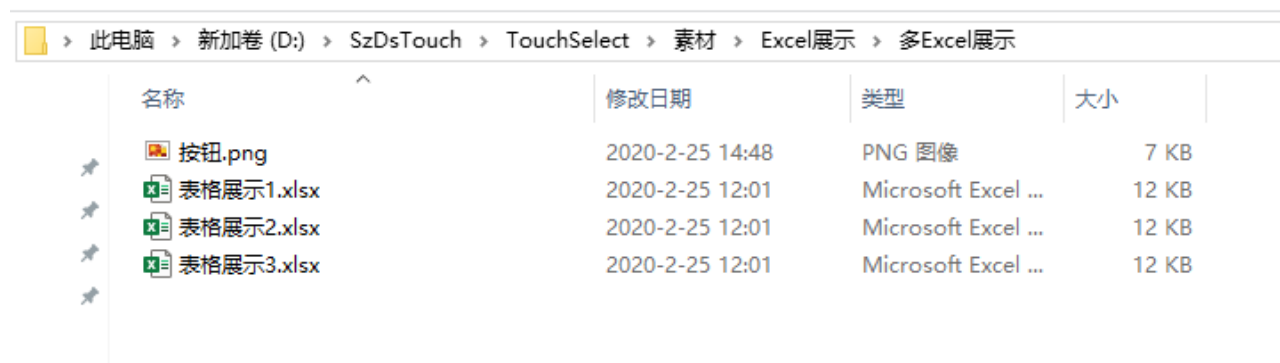 此电脑 > 新加卷 (D:) > SzDsTouch > TouchSelect > 素材 > Excel展示 > 多Excel展示
名称 修改日期 类型 大小
按钮.png 2020-2-25 14:48 PNG 图像 7 KB
表格展示1.xlsx 2020-2-25 12:01 Microsoft Excel ... 12 KB
表格展示2.xlsx 2020-2-25 12:01 Microsoft Excel ... 12 KB
表格展示3.xlsx 2020-2-25 12:01 Microsoft Excel ... 12 KB